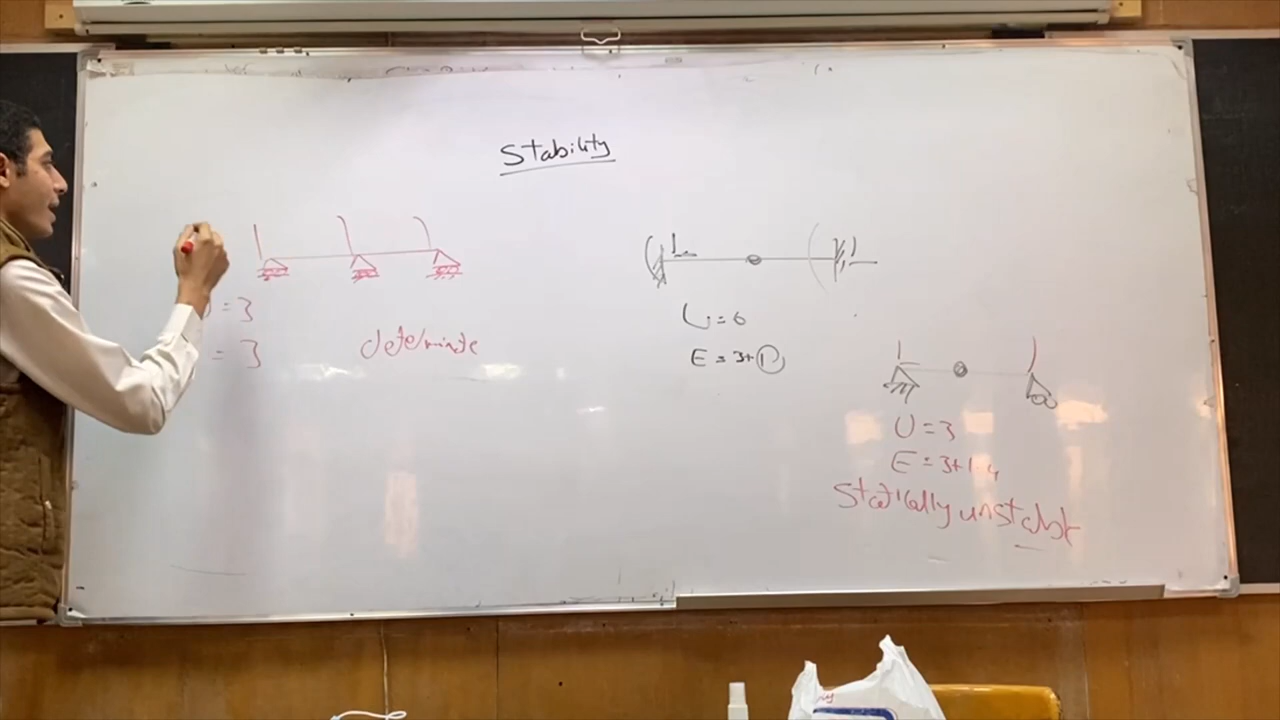 Stability
U = 3
= 3
determinate
U = 6
E = 3+1
U = 3
E = 3+1=4
Statically unstable